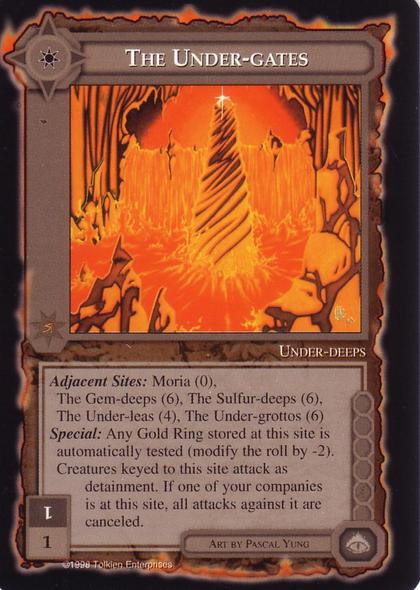 THE UNDER-GATES
UNDER-DEEPS
Adjacent Sites: Moria (0),
The Gem-deeps (6), The Sulfur-deeps (6),
The Under-leas (4), The Under-grottos (6)
Special: Any Gold Ring stored at this site is
automatically tested (modify the roll by -2).
Creatures keyed to this site attack as
detainment. If one of your companies
is at this site, all attacks against it are
canceled.
1
1
ART BY PASCAL YUNG
©1996 Tolkien Enterprises